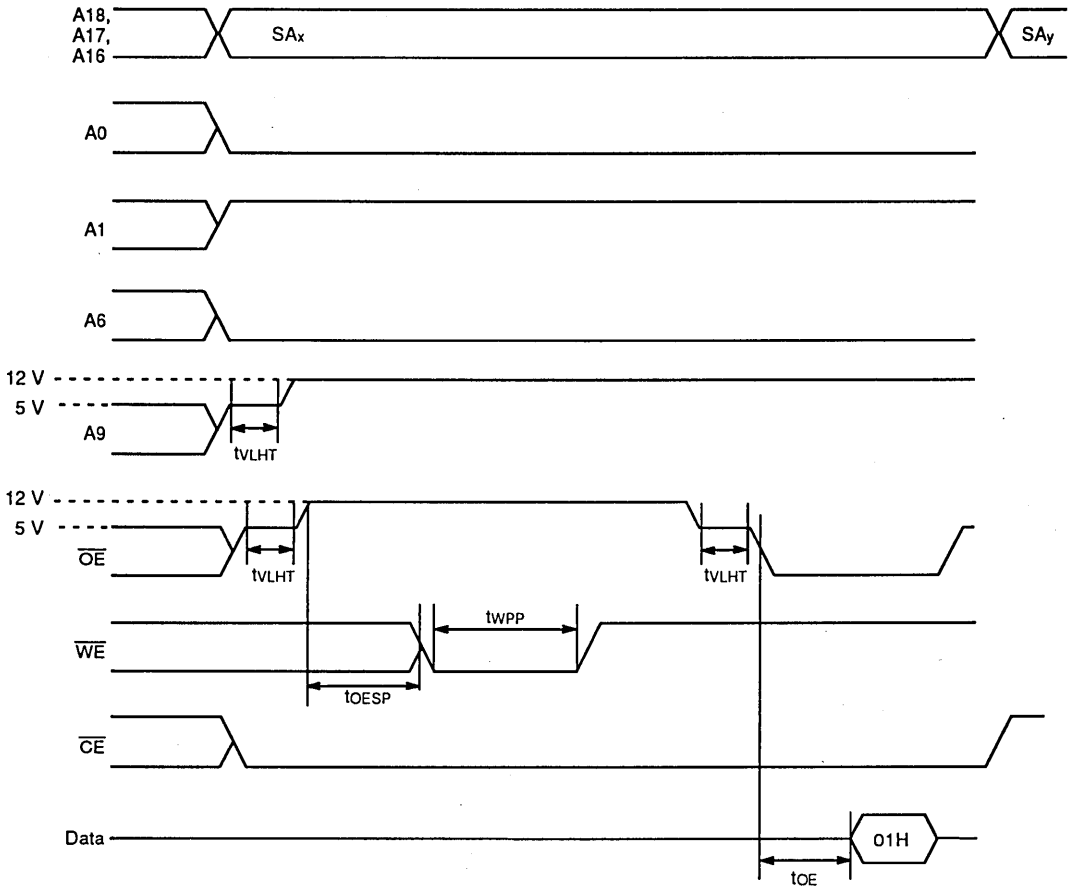 A18,
A17,
A16
SAx
SAy
A0
A1
A6
12 V
5 V
A9
tVLHT
12 V
5 V
OE
tVLHT
tVLHT
WE
tWPP
tOESP
CE
Data
01H
tOE